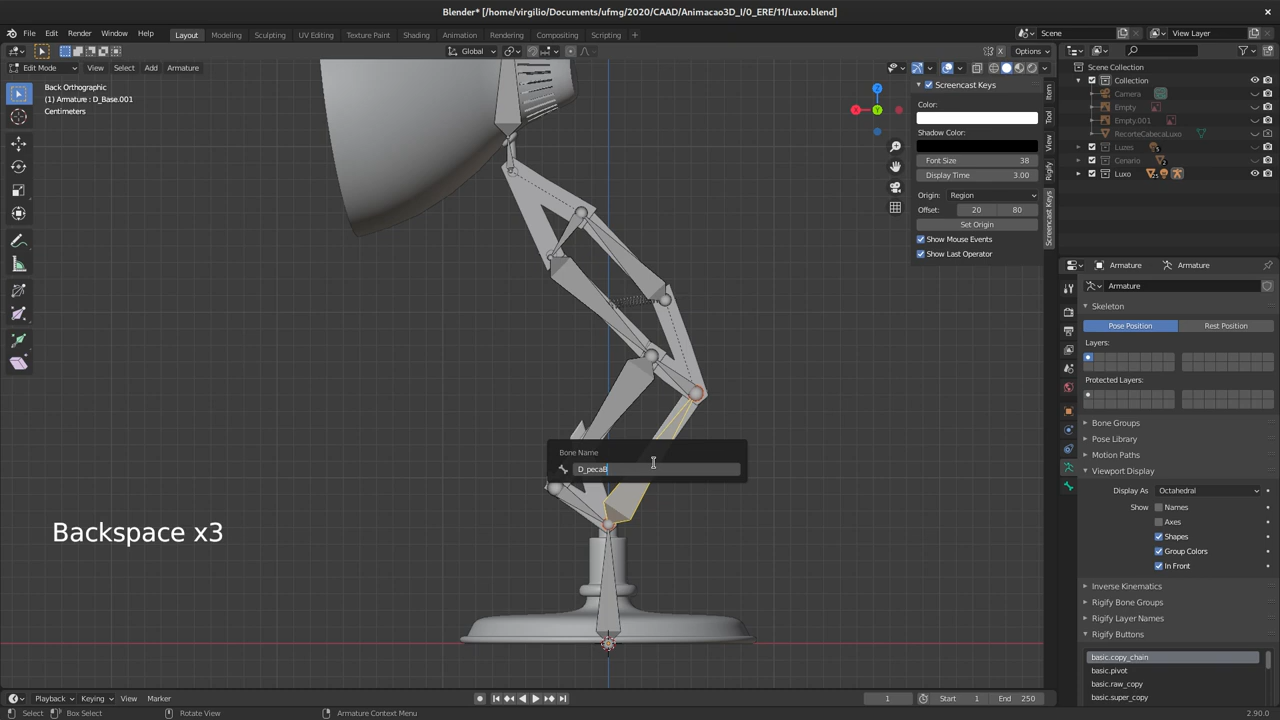 Blender* [/home/virgilio/Documents/ufmg/2020/CAAD/Animacao3D_I/0_ERE/11/Luxo.blend]
File Edit Render Window Help Layout Modeling Sculpting UV Editing Texture Paint Shading Animation Rendering Compositing Scripting + Scene View Layer
Global X Options
Edit Mode View Select Add Armature
Back Orthographic
(1) Armature : D_Base.001
Centimeters
Z
X
Y
Screencast Keys
Color:
Shadow Color:
Font Size 38
Display Time 3.00
Origin: Region
Offset: 20 80
Set Origin
Show Mouse Events
Show Last Operator
Item
Tool
View
Rigify
Screencast Keys
Scene Collection
Collection
Camera
Empty
Empty.001
RecorteCabecaLuxo
Luzes
Cenario
Luxo
Armature Armature
Armature
Skeleton
Pose Position Rest Position
Layers:
Protected Layers:
Bone Groups
Pose Library
Motion Paths
Viewport Display
Display As Octahedral
Show Names
Axes
Shapes
Group Colors
In Front
Inverse Kinematics
Rigify Bone Groups
Rigify Layer Names
Rigify Buttons
basic.copy_chain
basic.pivot
basic.raw_copy
basic.super_copy
Bone Name
D_pecaB
Backspace x3
Playback Keying View Marker 1 Start 1 End 250
Select Box Select Rotate View Armature Context Menu 2.90.0